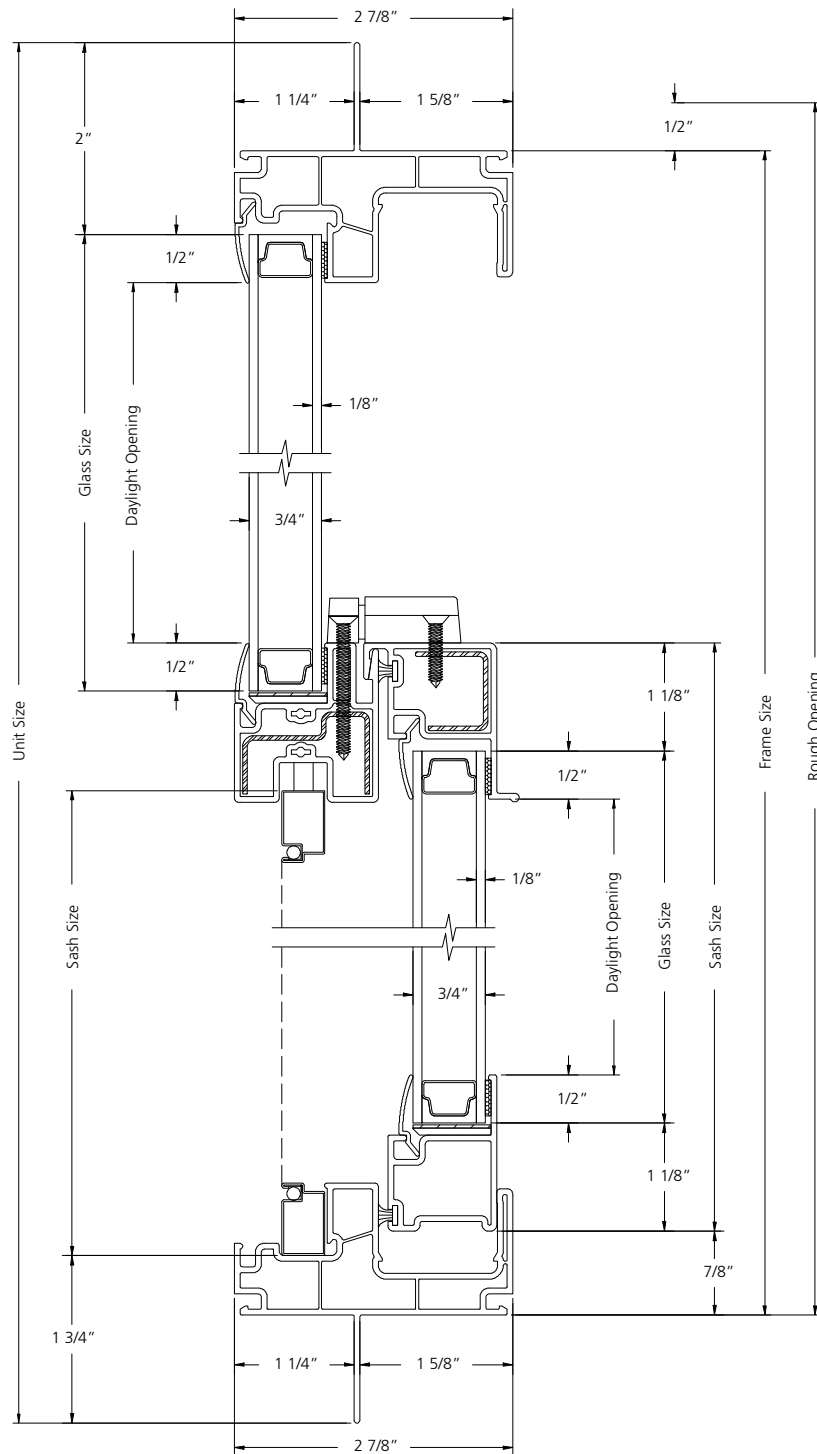 2 7/8"
1 1/4"
1 5/8"
2"
1/2"
1/2"
1/8"
Glass Size
Daylight Opening
3/4"
1/2"
1 1/8"
Unit Size
Frame Size
Rough Opening
1/2"
1/8"
Sash Size
Daylight Opening
Glass Size
Sash Size
3/4"
1/2"
1 1/8"
7/8"
1 3/4"
1 1/4"
1 5/8"
2 7/8"